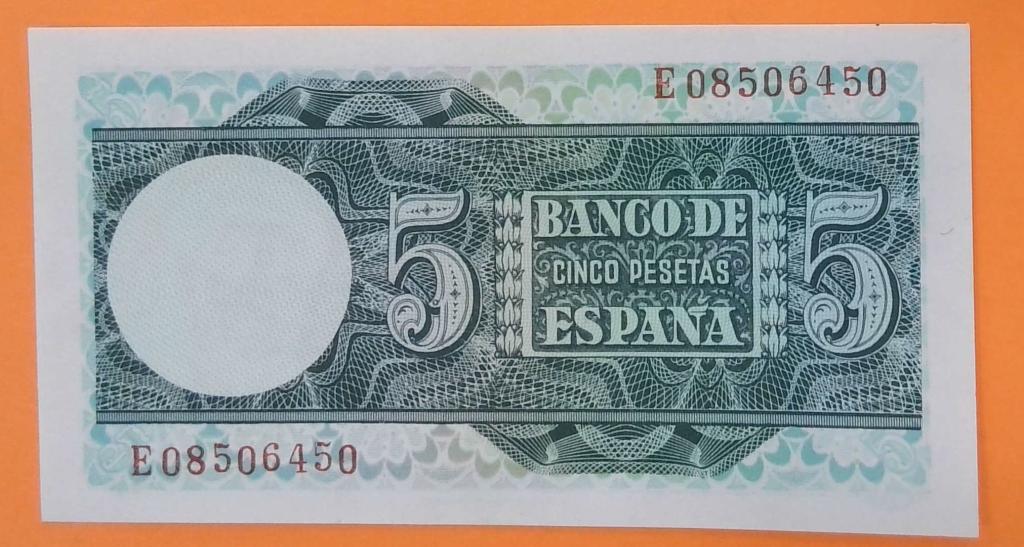 E08506450
5
BANCO DE
CINCO PESETAS
ESPAÑA
5
E08506450